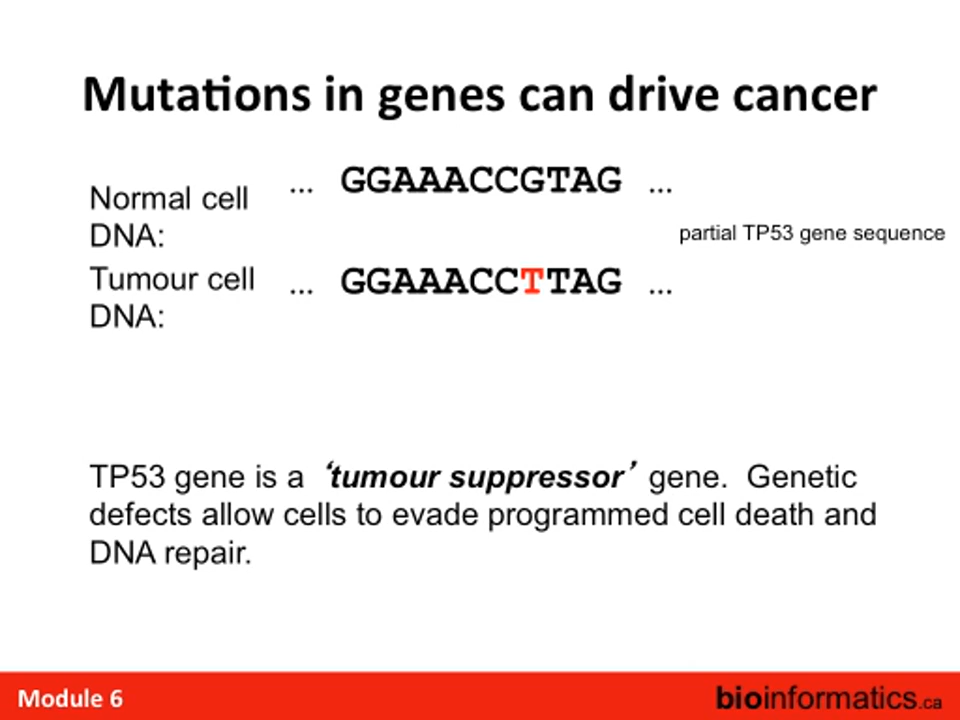 Mutations in genes can drive cancer
Normal cell
DNA:
... GGAAACCGTAG ...
partial TP53 gene sequence
Tumour cell
DNA:
... GGAAACCTTAG ...
TP53 gene is a ‘tumour suppressor’ gene. Genetic
defects allow cells to evade programmed cell death and
DNA repair.
Module 6
bioinformatics.ca